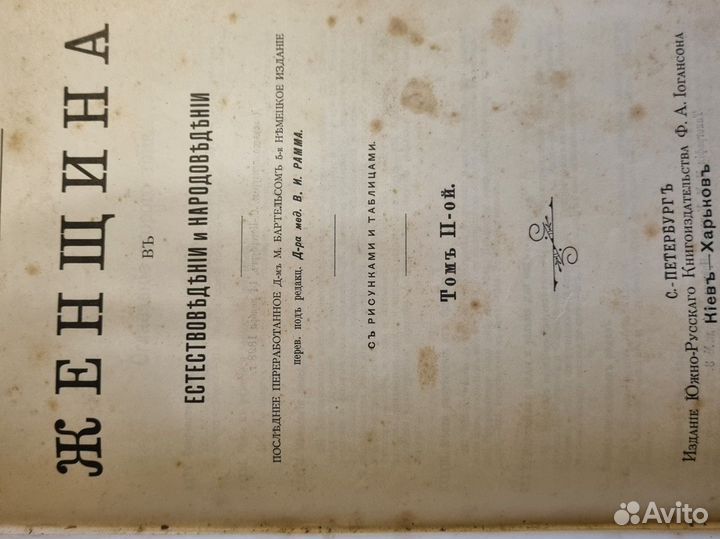 ЖЕНЩИНА
ВЪ
ЕСТЕСТВОВѢДѢНІИ и НАРОДОВѢДѢНІИ
ПОСЛѢДНЕЕ ПЕРЕРАБОТАННОЕ Д-мъ М. БАРТЕЛЬСОМЪ 5-е НѢМЕЦКОЕ ИЗДАНІЕ
перев. подъ редакц. Д-ра мед. В. И. РАММА.
СЪ РИСУНКАМИ И ТАБЛИЦАМИ.
Томъ II-ой.
С.-ПЕТЕРБУРГЪ
Изданіе Южно-Русскаго Книгоиздательства Ф. А. Іогансона
Кіевъ—Харьковъ
Avito